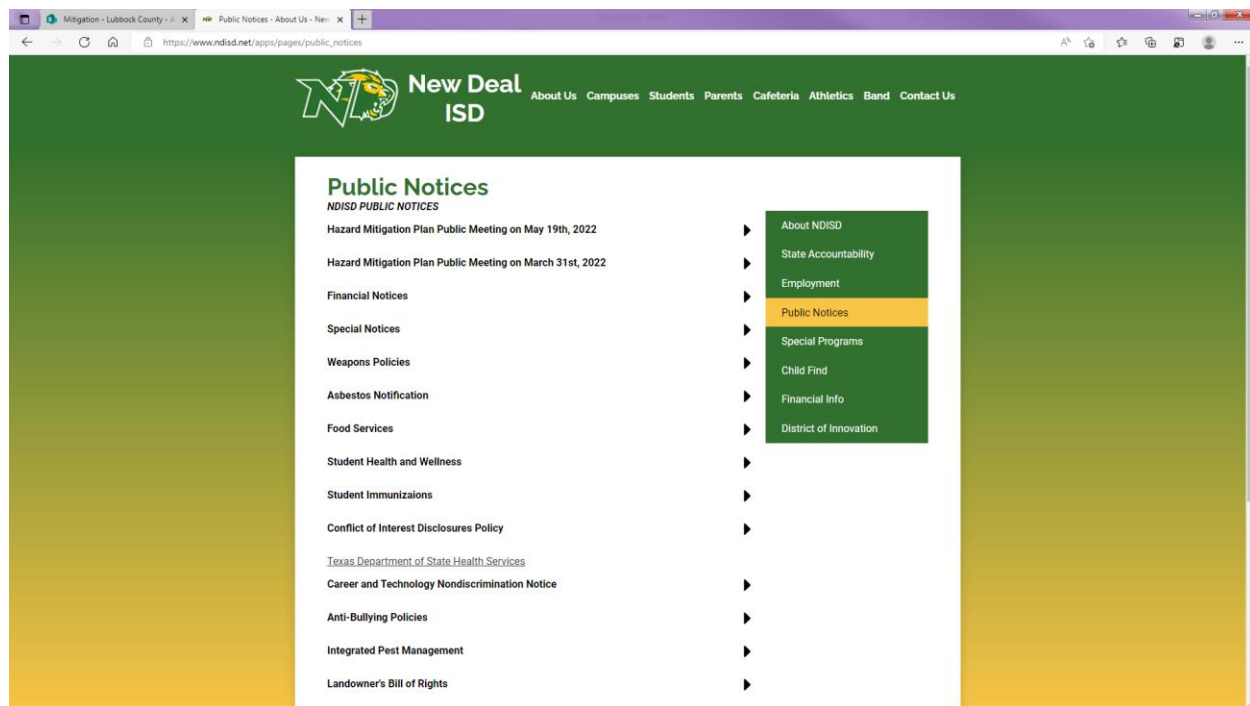 Mitigation - Lubbock County -
Public Notices - About Us - New
https://www.ndisd.net/apps/pages/public_notices
ND
New Deal
ISD
About Us Campuses Students Parents Cafeteria Athletics Band Contact Us
Public Notices
NDISD PUBLIC NOTICES
Hazard Mitigation Plan Public Meeting on May 19th, 2022
Hazard Mitigation Plan Public Meeting on March 31st, 2022
Financial Notices
Special Notices
Weapons Policies
Asbestos Notification
Food Services
Student Health and Wellness
Student Immunizaions
Conflict of Interest Disclosures Policy
Texas Department of State Health Services
Career and Technology Nondiscrimination Notice
Anti-Bullying Policies
Integrated Pest Management
Landowner's Bill of Rights
About NDISD
State Accountability
Employment
Public Notices
Special Programs
Child Find
Financial Info
District of Innovation